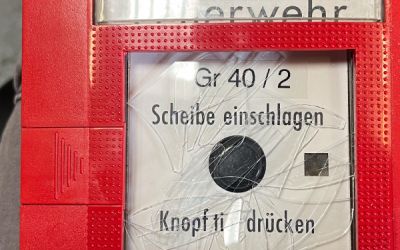 erwehr
Gr 40/2
Scheibe einschlagen
Knopf ti drücken